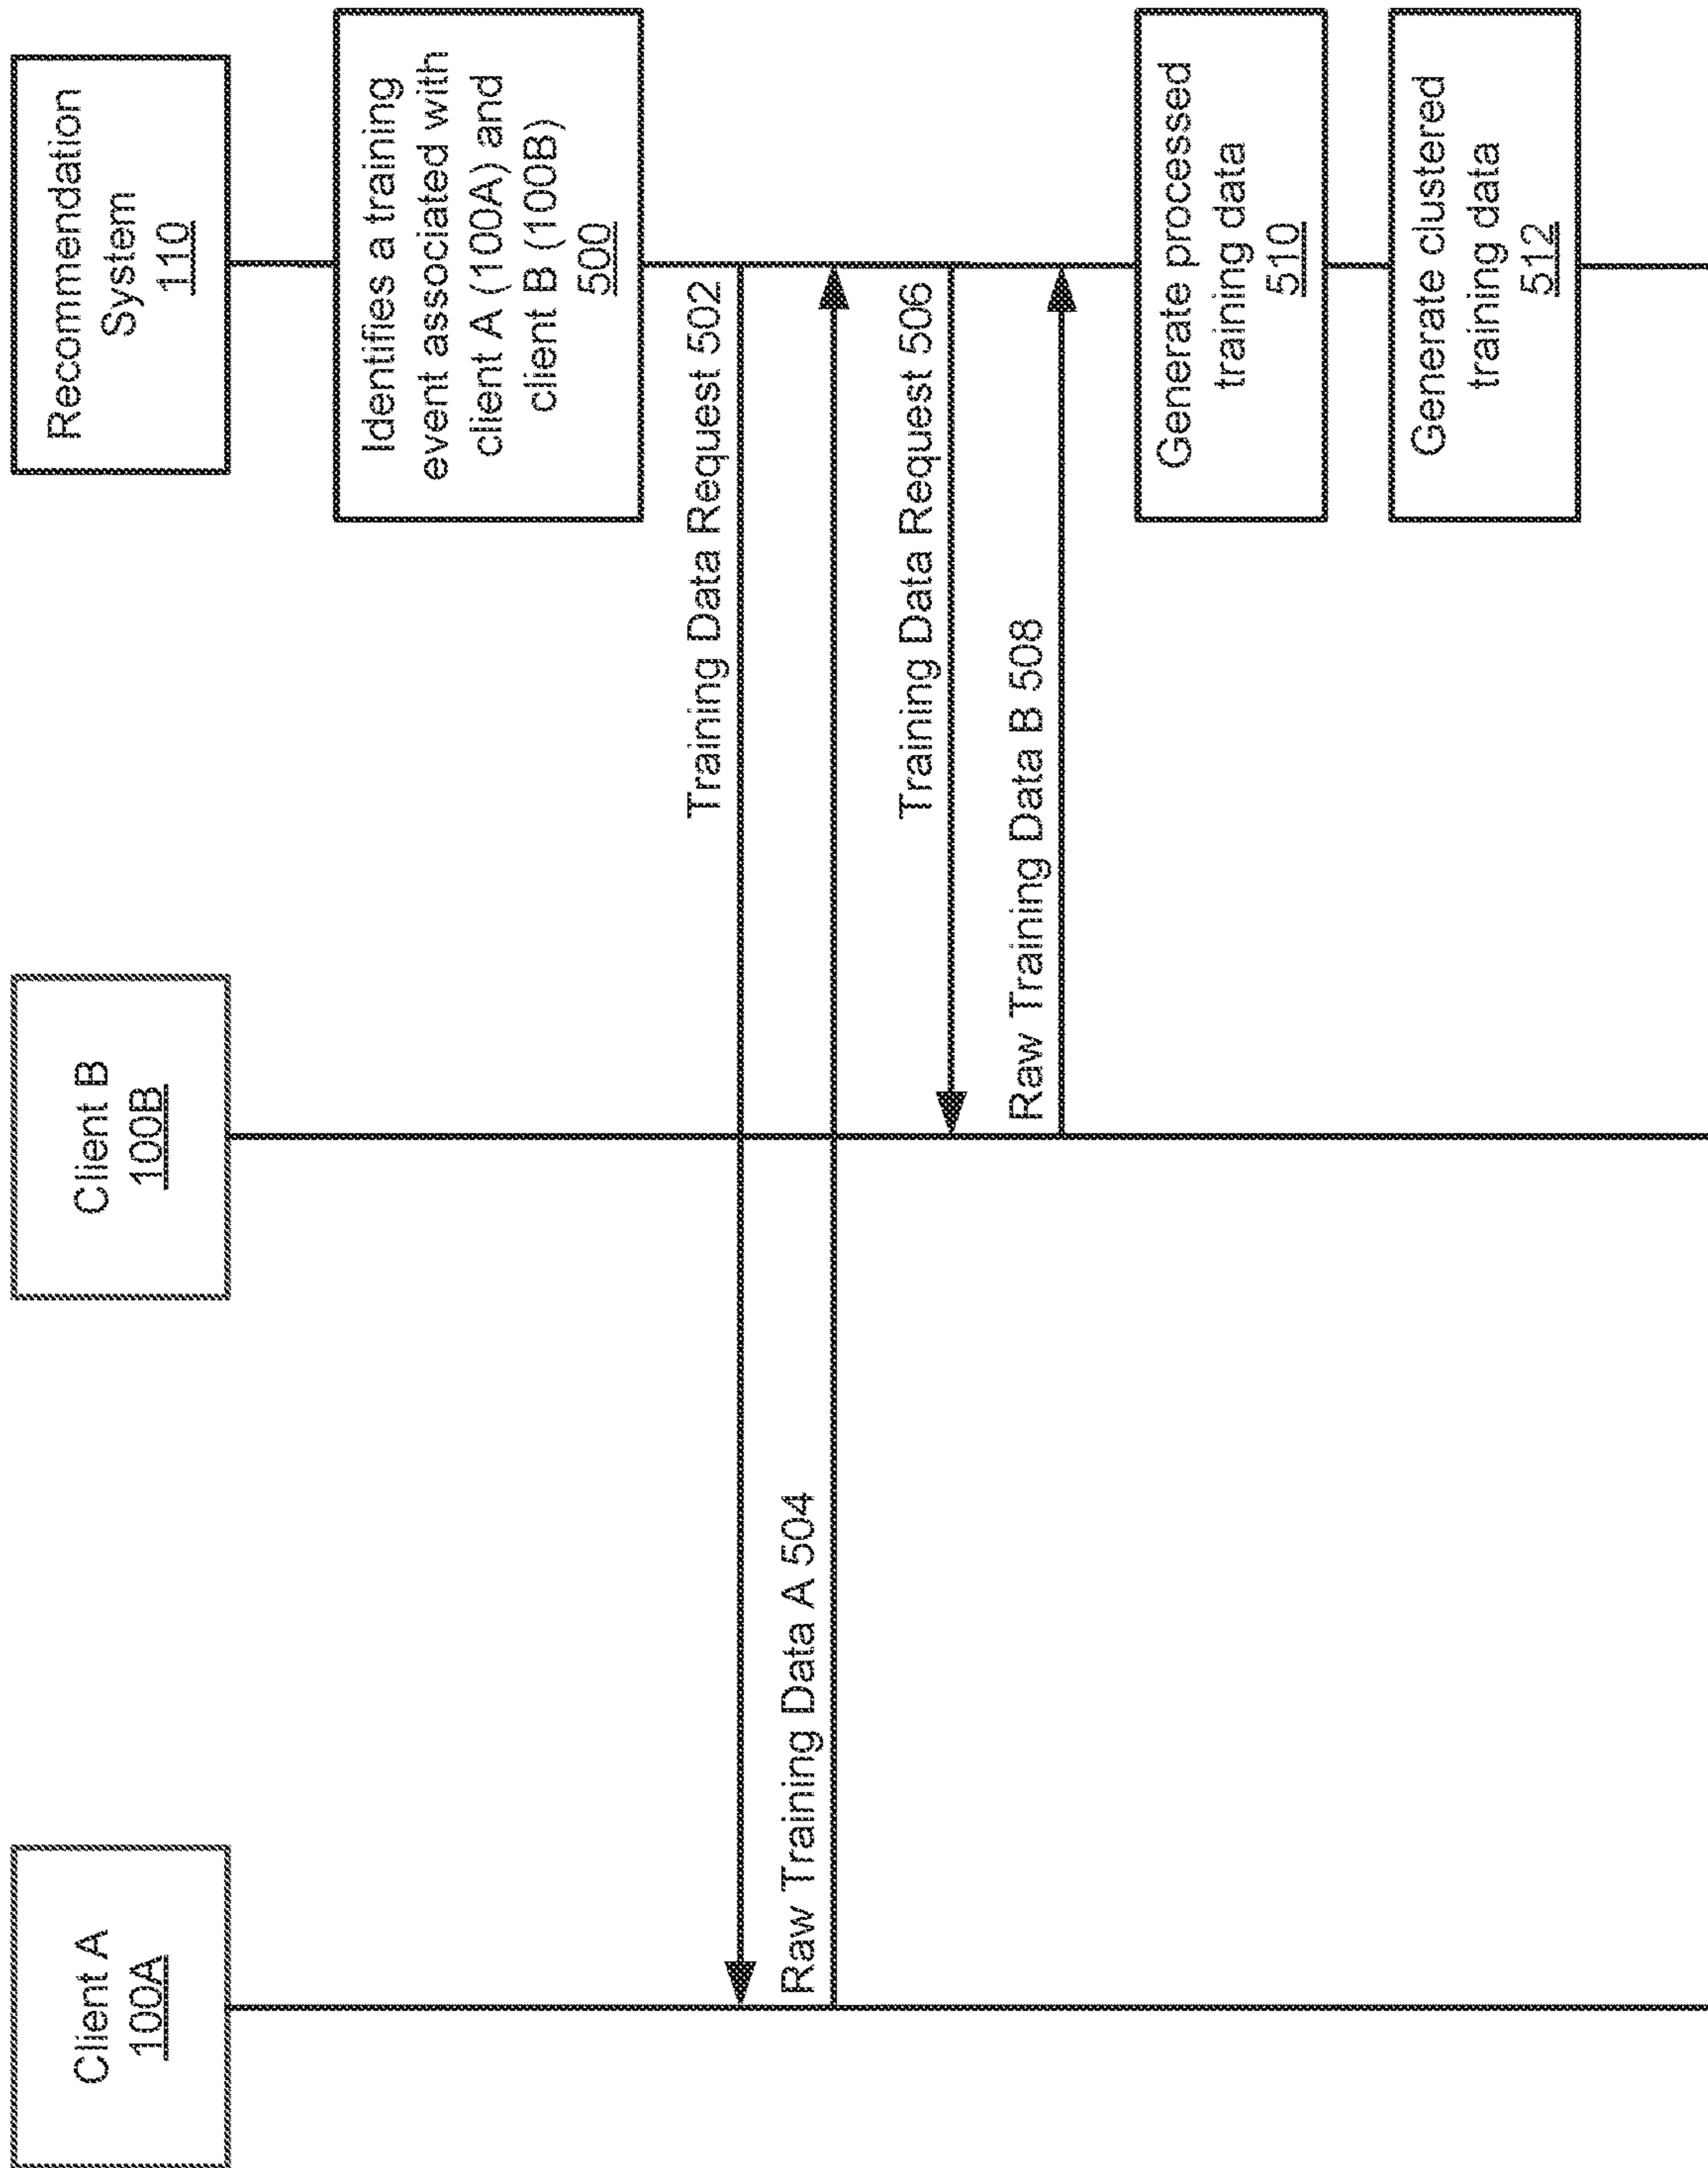 Client A
100A
Client B
100B
Recommendation
System
110
Identifies a training
event associated with
client A (100A) and
client B (100B)
500
Training Data Request 502
Raw Training Data A 504
Training Data Request 506
Raw Training Data B 508
Generate processed
training data
510
Generate clustered
training data
512